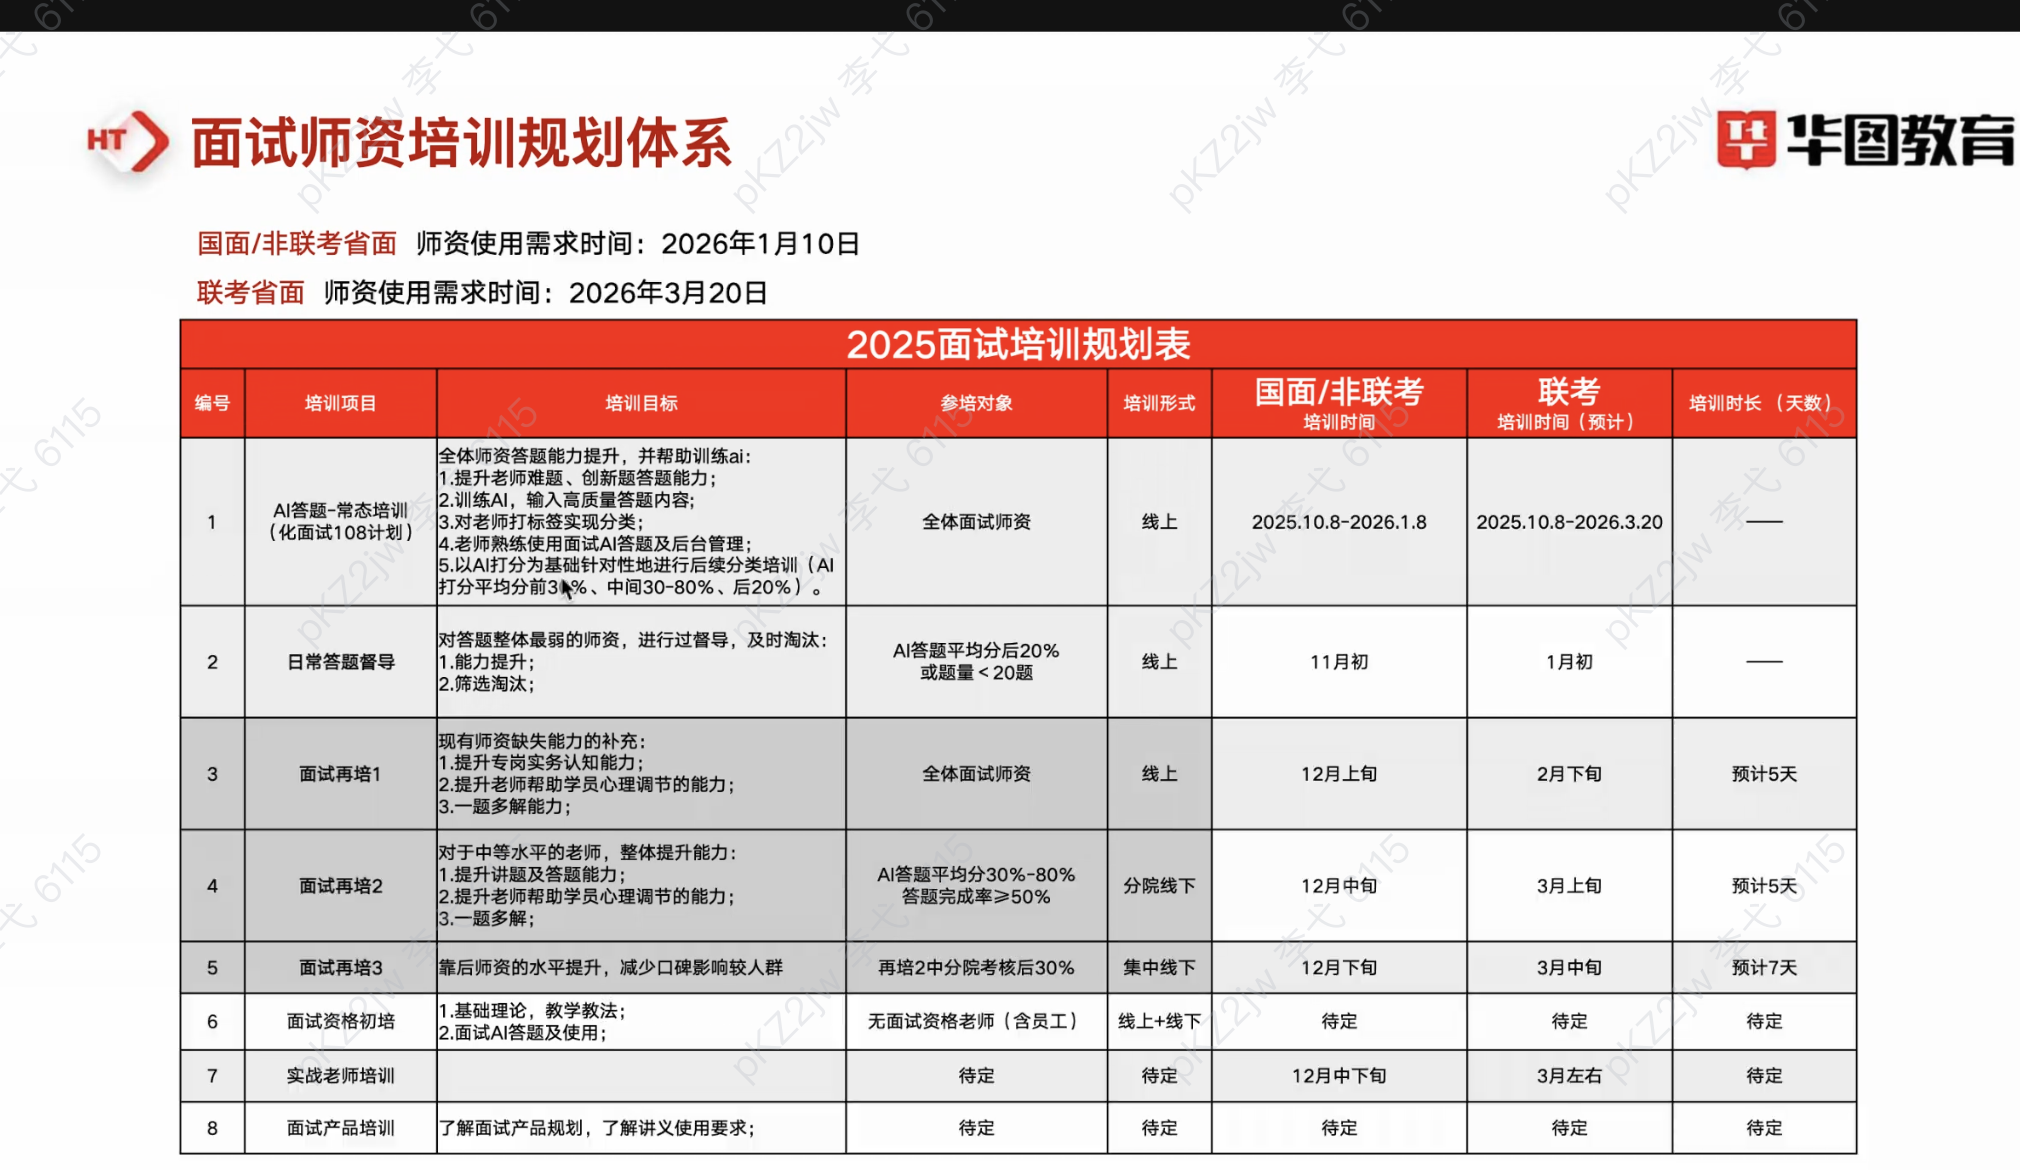 HT 面试师资培训规划体系
华图教育
国面/非联考省面 师资使用需求时间：2026年1月10日
联考省面 师资使用需求时间：2026年3月20日
2025面试培训规划表
编号 培训项目 培训目标 参培对象 培训形式 国面/非联考 培训时间 联考 培训时间（预计） 培训时长（天数）
1
AI答题-常态培训
（化面试108计划）
全体师资答题能力提升，并帮助训练ai：
1.提升老师难题、创新题答题能力；
2.训练AI，输入高质量答题内容;
3.对老师打标签实现分类；
4.老师熟练使用面试AI答题及后台管理；
5.以AI打分为基础针对性地进行后续分类培训（AI
打分平均分前30%、中间30-80%、后20%）。
全体面试师资
线上
2025.10.8-2026.1.8
2025.10.8-2026.3.20
——
2
日常答题督导
对答题整体最弱的师资，进行过督导，及时淘汰：
1.能力提升；
2.筛选淘汰；
AI答题平均分后20%
或题量＜20题
线上
11月初
1月初
——
3
面试再培1
现有师资缺失能力的补充：
1.提升专岗实务认知能力；
2.提升老师帮助学员心理调节的能力；
3.一题多解能力；
全体面试师资
线上
12月上旬
2月下旬
预计5天
4
面试再培2
对于中等水平的老师，整体提升能力：
1.提升讲题及答题能力；
2.提升老师帮助学员心理调节的能力；
3.一题多解；
AI答题平均分30%-80%
答题完成率≥50%
分院线下
12月中旬
3月上旬
预计5天
5
面试再培3
靠后师资的水平提升，减少口碑影响较人群
再培2中分院考核后30%
集中线下
12月下旬
3月中旬
预计7天
6
面试资格初培
1.基础理论，教学教法；
2.面试AI答题及使用；
无面试资格老师（含员工）
线上+线下
待定
待定
待定
7
实战老师培训
待定
待定
12月中下旬
3月左右
待定
8
面试产品培训
了解面试产品规划，了解讲义使用要求；
待定
待定
待定
待定
待定
pKZ2jw 李弋 6115